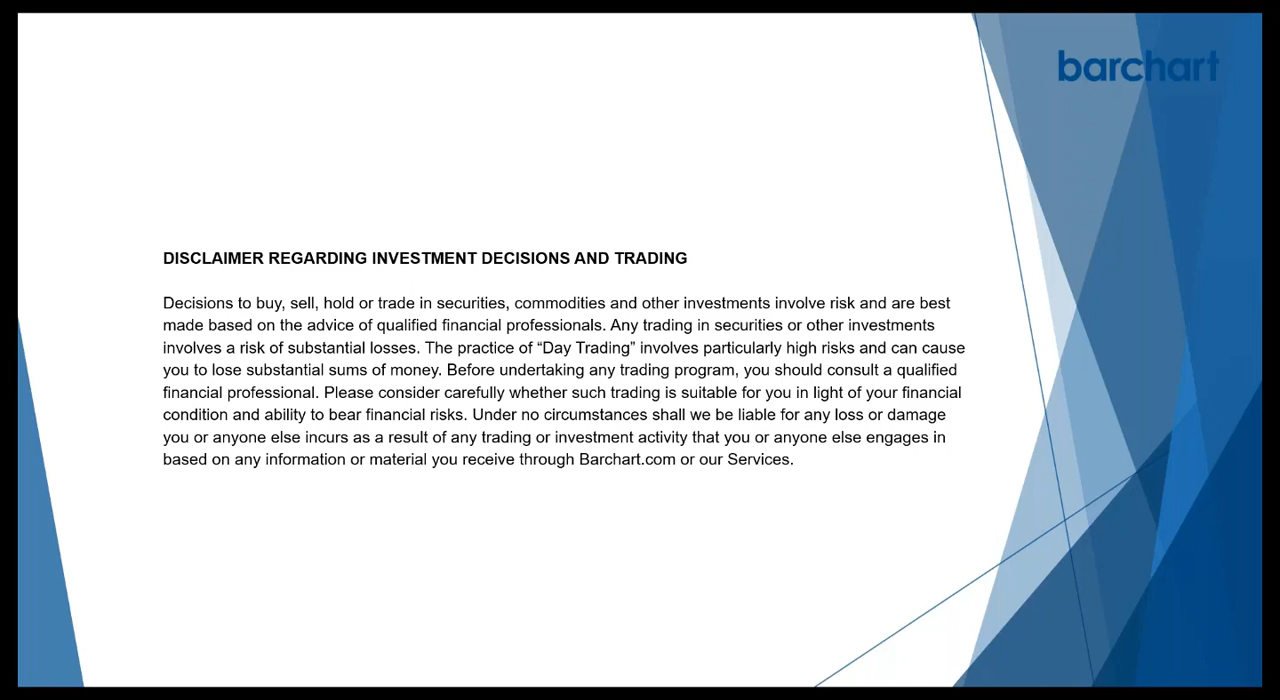 barchart
DISCLAIMER REGARDING INVESTMENT DECISIONS AND TRADING
Decisions to buy, sell, hold or trade in securities, commodities and other investments involve risk and are best
made based on the advice of qualified financial professionals. Any trading in securities or other investments
involves a risk of substantial losses. The practice of “Day Trading” involves particularly high risks and can cause
you to lose substantial sums of money. Before undertaking any trading program, you should consult a qualified
financial professional. Please consider carefully whether such trading is suitable for you in light of your financial
condition and ability to bear financial risks. Under no circumstances shall we be liable for any loss or damage
you or anyone else incurs as a result of any trading or investment activity that you or anyone else engages in
based on any information or material you receive through Barchart.com or our Services.